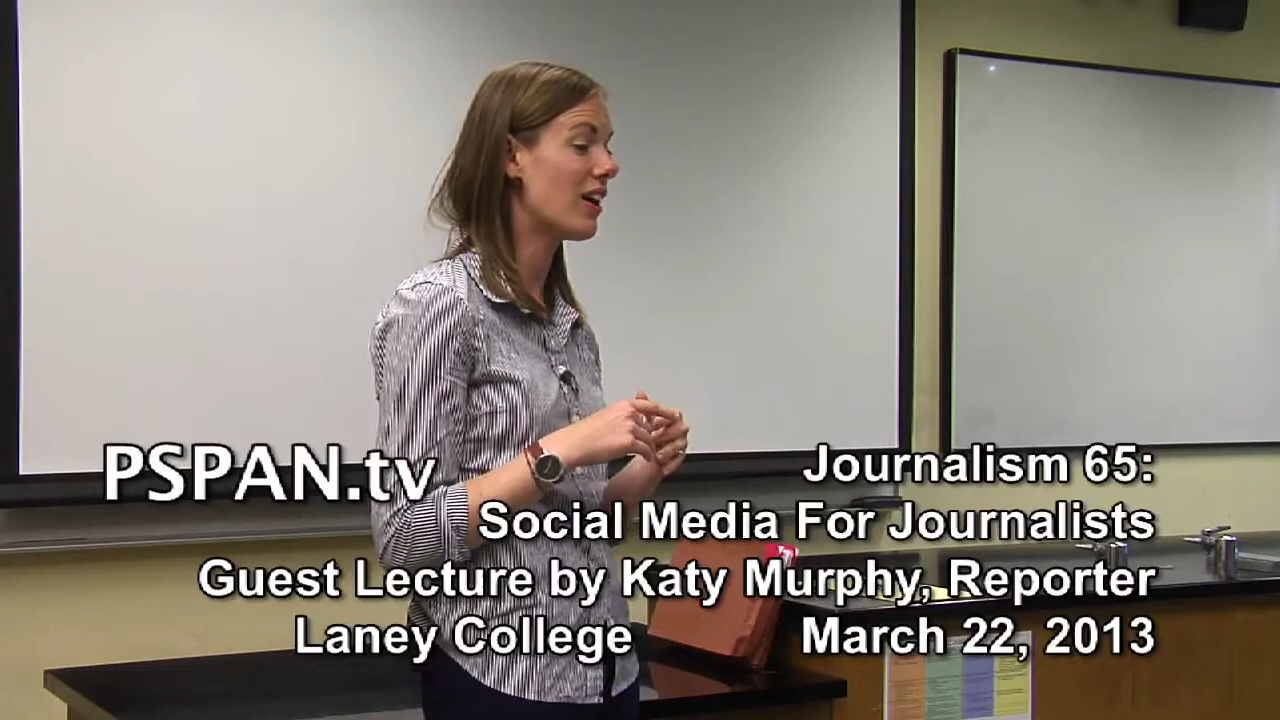 PSPAN.tv
Journalism 65:
Social Media For Journalists
Guest Lecture by Katy Murphy, Reporter
Laney College
March 22, 2013